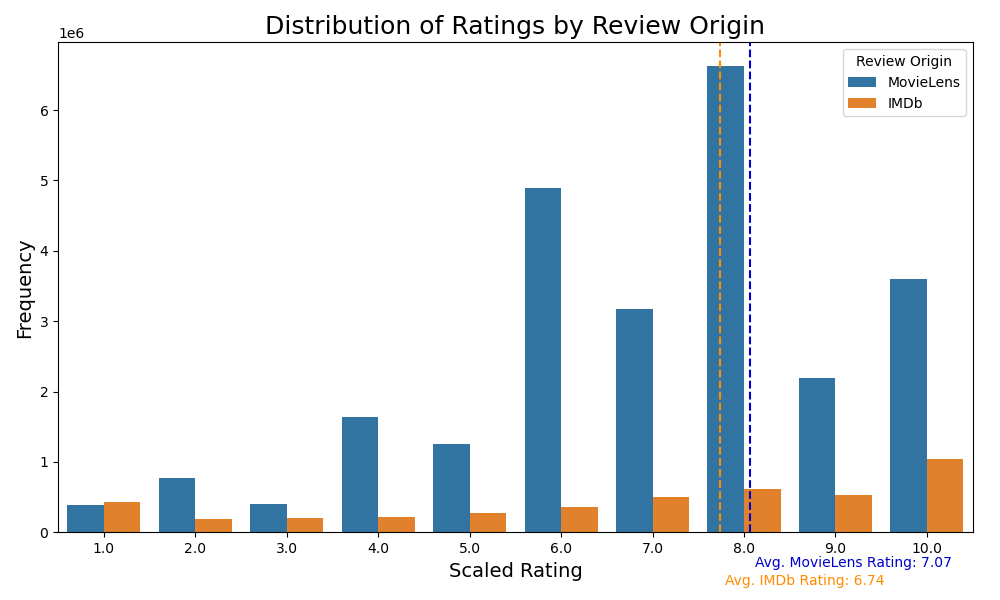 Distribution of Ratings by Review Origin
1e6
Review Origin
MovieLens
IMDb
6
5
4
3
2
1
0
Frequency
1.0 2.0 3.0 4.0 5.0 6.0 7.0 8.0 9.0 10.0
Scaled Rating
Avg. MovieLens Rating: 7.07
Avg. IMDb Rating: 6.74